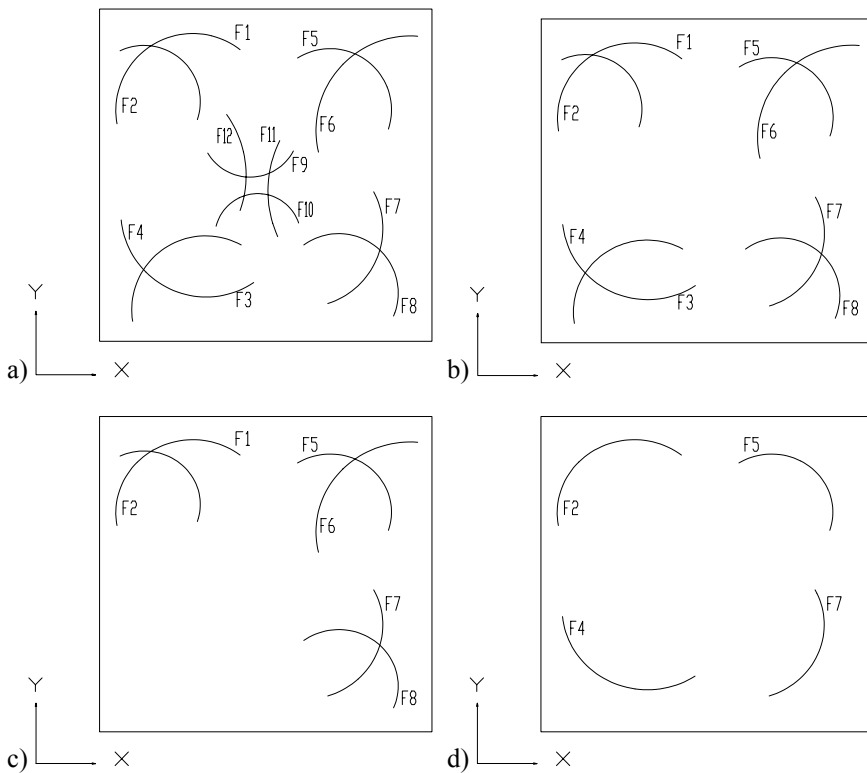 F1 F5
F2 F6
F12 F11
F9
F10
F4 F7
F3 F8
Y
a) X
F1 F5
F2 F6
F4 F7
F3 F8
Y
b) X
F1 F5
F2 F6
F7
F8
Y
c) X
F5
F2
F4 F7
Y
d) X